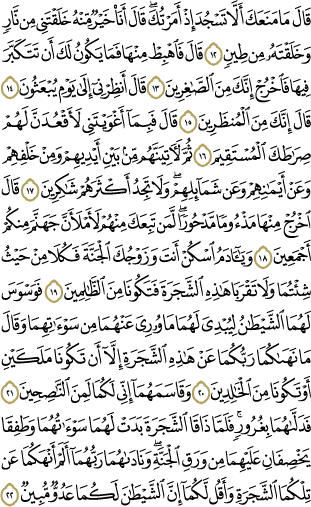 قَالَ مَا مَنَعَكَ أَلَّا تَسْجُدَ إِذْ أَمَرْتُكَ ۖ قَالَ أَنَا۠ خَيْرٌ مِّنْهُ خَلَقْتَنِي مِن نَّارٍ
وَخَلَقْتَهُۥ مِن طِينٍ ١٢ قَالَ فَٱهْبِطْ مِنْهَا فَمَا يَكُونُ لَكَ أَن تَتَكَبَّرَ
فِيهَا فَٱخْرُجْ إِنَّكَ مِنَ ٱلصَّٰغِرِينَ ١٣ قَالَ أَنظِرْنِيٓ إِلَىٰ يَوْمِ يُبْعَثُونَ ١٤
قَالَ إِنَّكَ مِنَ ٱلْمُنظَرِينَ ١٥ قَالَ فَبِمَآ أَغْوَيْتَنِي لَأَقْعُدَنَّ لَهُمْ
صِرَٰطَكَ ٱلْمُسْتَقِيمَ ١٦ ثُمَّ لَأٓتِيَنَّهُم مِّنۢ بَيْنِ أَيْدِيهِمْ وَمِنْ خَلْفِهِمْ
وَعَنْ أَيْمَٰنِهِمْ وَعَن شَمَآئِلِهِمْ ۖ وَلَا تَجِدُ أَكْثَرَهُمْ شَٰكِرِينَ ١٧ قَالَ
ٱخْرُجْ مِنْهَا مَذْءُومًا مَّدْحُورًا ۖ لَّمَن تَبِعَكَ مِنْهُمْ لَأَمْلَأَنَّ جَهَنَّمَ مِنكُمْ
أَجْمَعِينَ ١٨ وَيَٰٓـَٔادَمُ ٱسْكُنْ أَنتَ وَزَوْجُكَ ٱلْجَنَّةَ فَكُلَا مِنْ حَيْثُ
شِئْتُمَا وَلَا تَقْرَبَا هَٰذِهِ ٱلشَّجَرَةَ فَتَكُونَا مِنَ ٱلظَّٰلِمِينَ ١٩ فَوَسْوَسَ
لَهُمَا ٱلشَّيْطَٰنُ لِيُبْدِيَ لَهُمَا مَا وُۥرِيَ عَنْهُمَا مِن سَوْءَٰتِهِمَا وَقَالَ
مَا نَهَىٰكُمَا رَبُّكُمَا عَنْ هَٰذِهِ ٱلشَّجَرَةِ إِلَّآ أَن تَكُونَا مَلَكَيْنِ
أَوْ تَكُونَا مِنَ ٱلْخَٰلِدِينَ ٢٠ وَقَاسَمَهُمَآ إِنِّي لَكُمَا لَمِنَ ٱلنَّٰصِحِينَ ٢١
فَدَلَّىٰهُمَا بِغُرُورٍ ۚ فَلَمَّا ذَاقَا ٱلشَّجَرَةَ بَدَتْ لَهُمَا سَوْءَٰتُهُمَا وَطَفِقَا
يَخْصِفَانِ عَلَيْهِمَا مِن وَرَقِ ٱلْجَنَّةِ ۖ وَنَادَىٰهُمَا رَبُّهُمَآ أَلَمْ أَنْهَكُمَا عَن
تِلْكُمَا ٱلشَّجَرَةِ وَأَقُل لَّكُمَآ إِنَّ ٱلشَّيْطَٰنَ لَكُمَا عَدُوٌّ مُّبِينٌ ٢٢